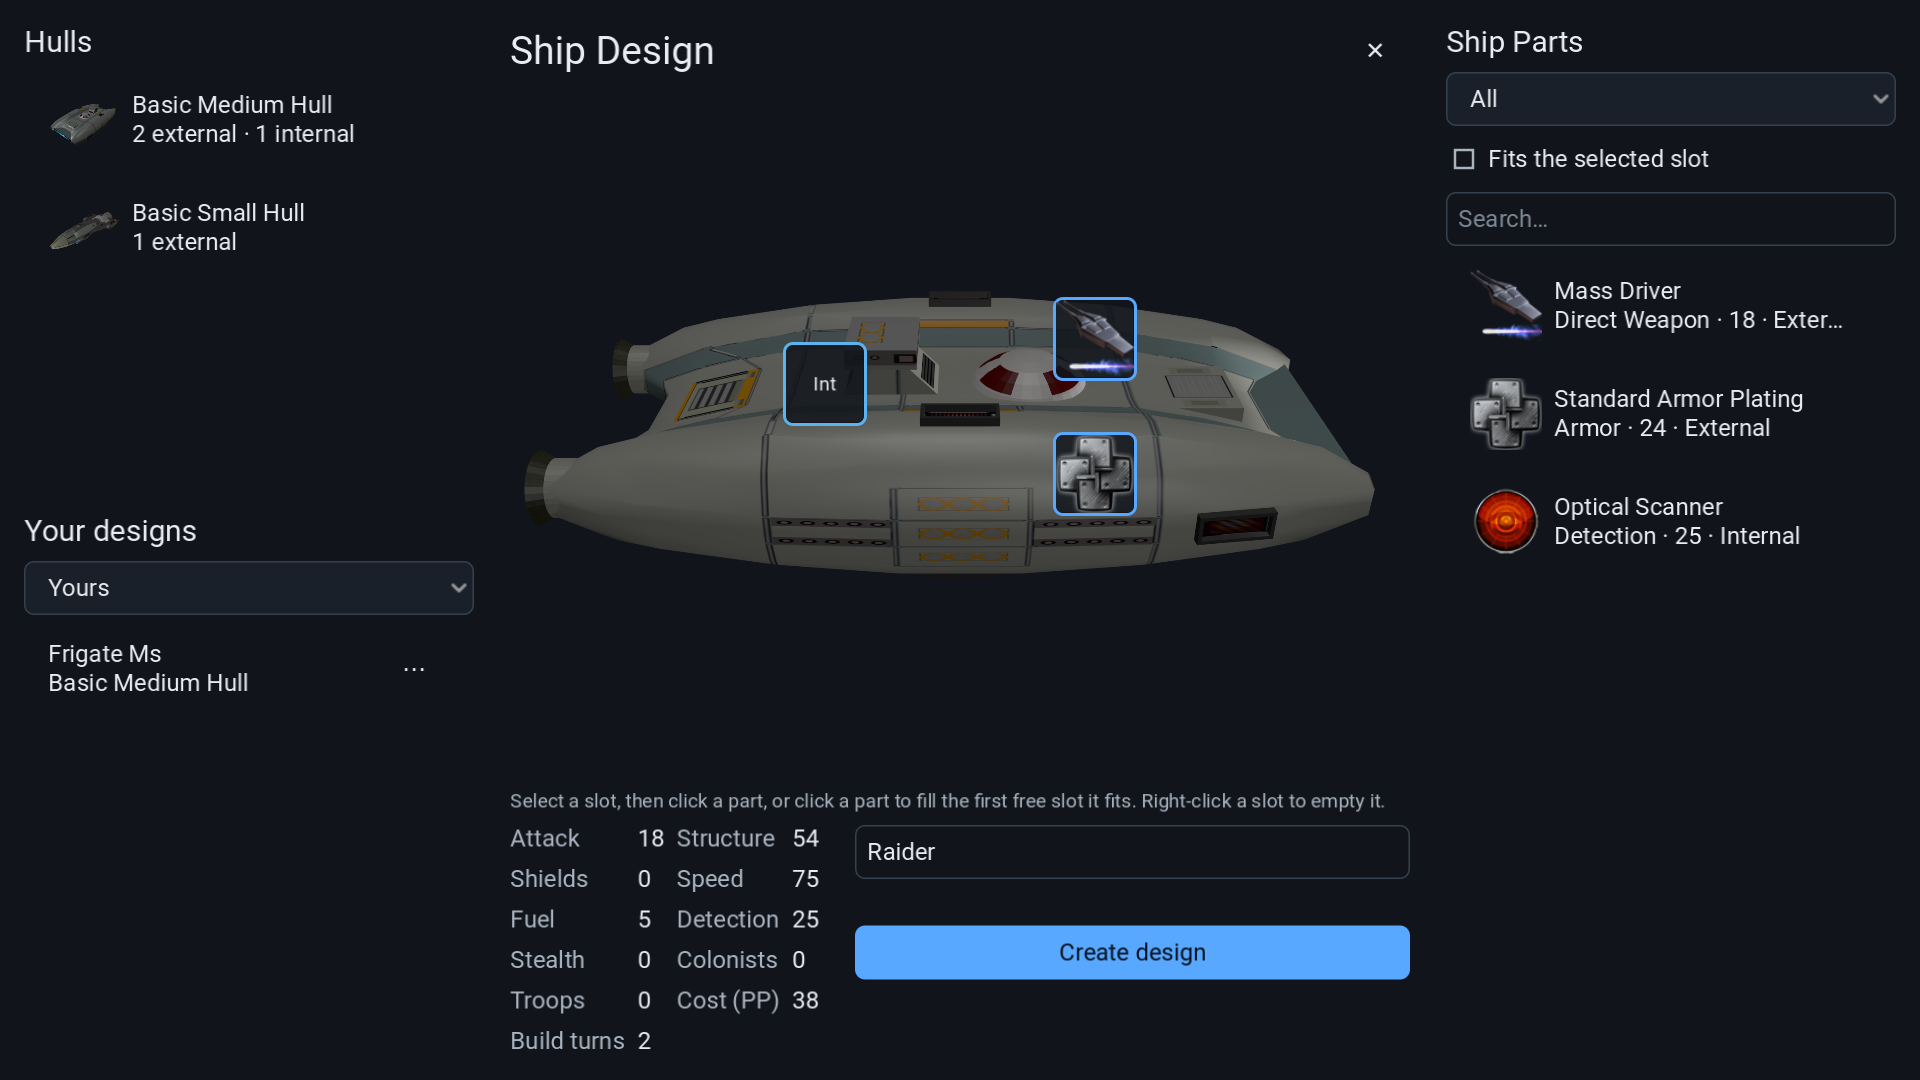 Hulls
Basic Medium Hull
2 external · 1 internal
Basic Small Hull
1 external
Your designs
Yours
Frigate Ms
Basic Medium Hull
...
Ship Design
×
Int
Select a slot, then click a part, or click a part to fill the first free slot it fits. Right-click a slot to empty it.
Attack 18 Structure 54
Shields 0 Speed 75
Fuel 5 Detection 25
Stealth 0 Colonists 0
Troops 0 Cost (PP) 38
Build turns 2
Raider
Create design
Ship Parts
All
Fits the selected slot
Search...
Mass Driver
Direct Weapon · 18 · Exter...
Standard Armor Plating
Armor · 24 · External
Optical Scanner
Detection · 25 · Internal